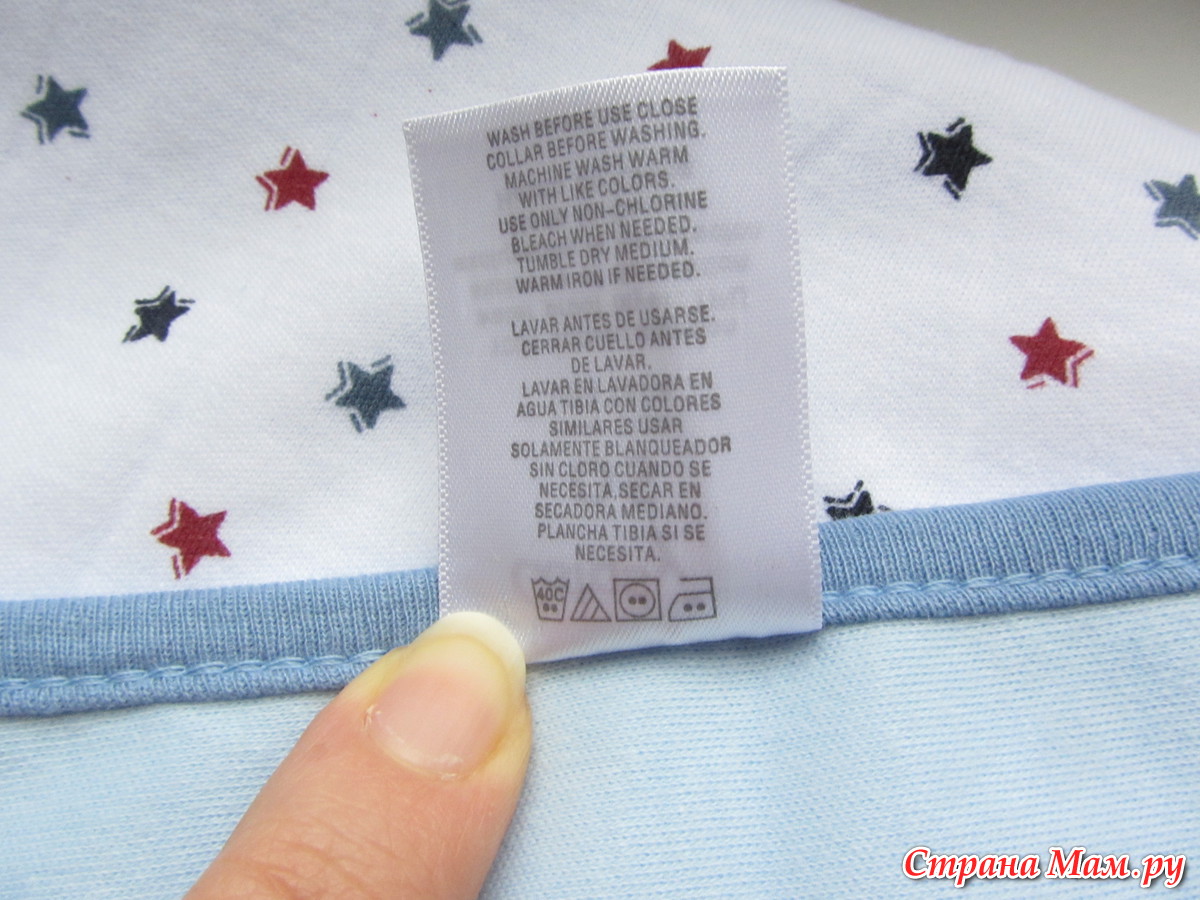 WASH BEFORE USE CLOSE
COLLAR BEFORE WASHING.
MACHINE WASH WARM
WITH LIKE COLORS.
USE ONLY NON-CHLORINE
BLEACH WHEN NEEDED.
TUMBLE DRY MEDIUM.
WARM IRON IF NEEDED.
LAVAR ANTES DE USARSE.
CERRAR CUELLO ANTES
DE LAVAR.
LAVAR EN LAVADORA EN
AGUA TIBIA CON COLORES
SIMILARES USAR
SOLAMENTE BLANQUEADOR
SIN CLORO CUANDO SE
NECESITA,SECAR EN
SECADORA MEDIANO.
PLANCHA TIBIA SI SE
NECESITA.
40C
Страна Мам.ру